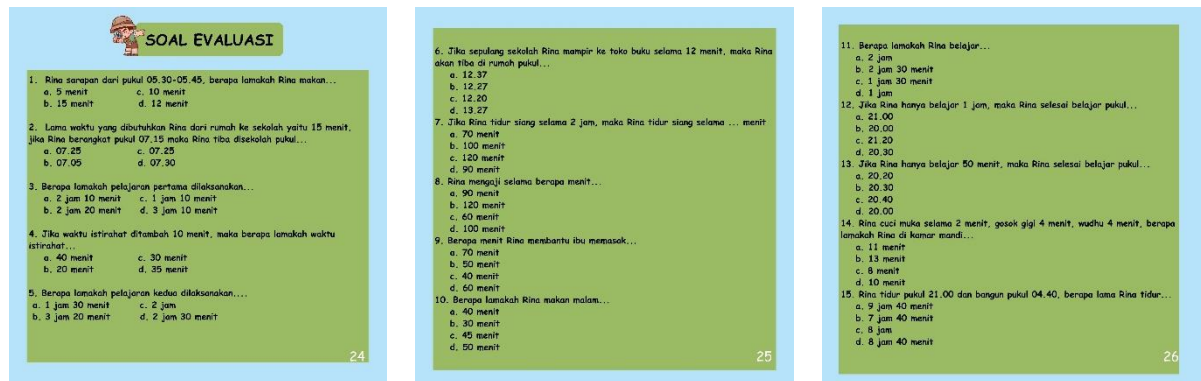 SOAL EVALUASI
1. Rina sarapan dari pukul 05.30-05.45, berapa lamakah Rina makan...
a. 5 menit c. 10 menit
b. 15 menit d. 12 menit
2. Lama waktu yang dibutuhkan Rina dari rumah ke sekolah yaitu 15 menit,
jika Rina berangkat pukul 07.15 maka Rina tiba disekolah pukul...
a. 07.25 c. 07.25
b. 07.05 d. 07.30
3. Berapa lamakah pelajaran pertama dilaksanakan...
a. 2 jam 10 menit c. 1 jam 10 menit
b. 2 jam 20 menit d. 3 jam 10 menit
4. Jika waktu istirahat ditambah 10 menit, maka berapa lamakah waktu
istirahat...
a. 40 menit c. 30 menit
b. 20 menit d. 35 menit
5. Berapa lamakah pelajaran kedua dilaksanakan....
a. 1 jam 30 menit c. 2 jam
b. 3 jam 20 menit d. 2 jam 30 menit
24
6. Jika sepulang sekolah Rina mampir ke toko buku selama 12 menit, maka Rina
akan tiba di rumah pukul...
a. 12.37
b. 12.27
c. 12.20
d. 13.27
7. Jika Rina tidur siang selama 2 jam, maka Rina tidur siang selama ... menit
a. 70 menit
b. 100 menit
c. 120 menit
d. 90 menit
8. Rina mengaji selama berapa menit...
a. 90 menit
b. 120 menit
c. 60 menit
d. 100 menit
9. Berapa menit Rina membantu ibu memasak...
a. 70 menit
b. 50 menit
c. 40 menit
d. 60 menit
10. Berapa lamakah Rina makan malam...
a. 40 menit
b. 30 menit
c. 45 menit
d. 50 menit
25
11. Berapa lamakah Rina belajar...
a. 2 jam
b. 2 jam 30 menit
c. 1 jam 30 menit
d. 1 jam
12. Jika Rina hanya belajar 1 jam, maka Rina selesai belajar pukul...
a. 21.00
b. 20.00
c. 21.20
d. 20.30
13. Jika Rina hanya belajar 50 menit, maka Rina selesai belajar pukul...
a. 20.20
b. 20.30
c. 20.40
d. 20.00
14. Rina cuci muka selama 2 menit, gosok gigi 4 menit, wudhu 4 menit, berapa
lamakah Rina di kamar mandi...
a. 11 menit
b. 13 menit
c. 8 menit
d. 10 menit
15. Rina tidur pukul 21.00 dan bangun pukul 04.40, berapa lama Rina tidur...
a. 9 jam 40 menit
b. 7 jam 40 menit
c. 8 jam
d. 8 jam 40 menit
26